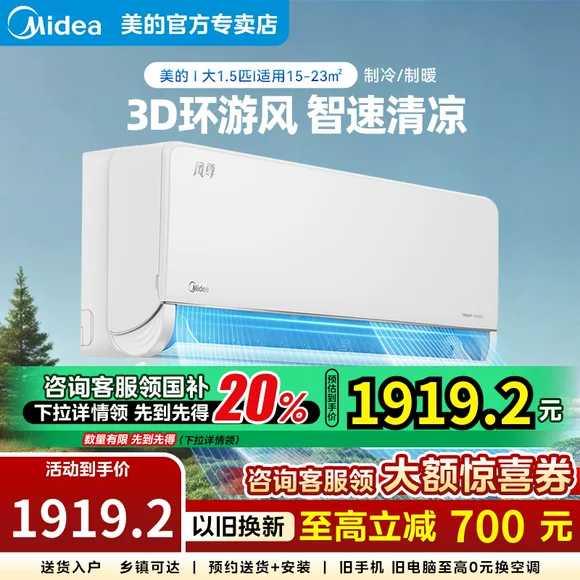 Midea 美的官方专卖店
美的 | 大1.5匹|适用15-23㎡ 制冷/制暖
3D环游风 智速清凉
风尊
Midea
咨询客服领国补
下拉详情领 先到先得
20%
预估到手价
1919.2元
数量有限 先到先得(下拉详情领)
活动到手价
1919.2
咨询客服领 大额惊喜券
以旧换新 至高立减 700 元
送货入户 乡镇可达 | 预约送货+安装 | 旧手机 旧电脑至高0元换空调